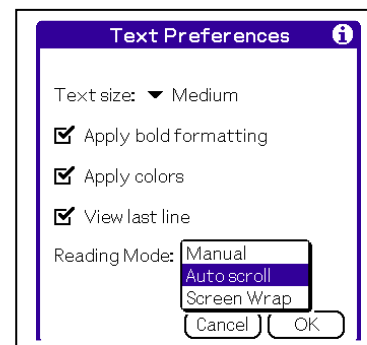 Text Preferences i
Text size: Medium
Apply bold formatting
Apply colors
View last line
Reading Mode: Manual
Auto scroll
Screen Wrap
Cancel OK